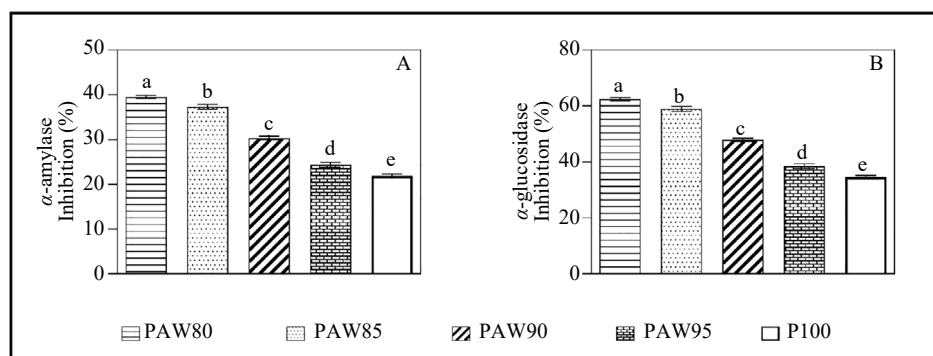 50
40
30
20
10
0
α-amylase
Inhibition (%)
A
a
b
c
d
e
80
60
40
20
0
α-glucosidase
Inhibition (%)
B
a
b
c
d
e
PAW80 PAW85 PAW90 PAW95 P100